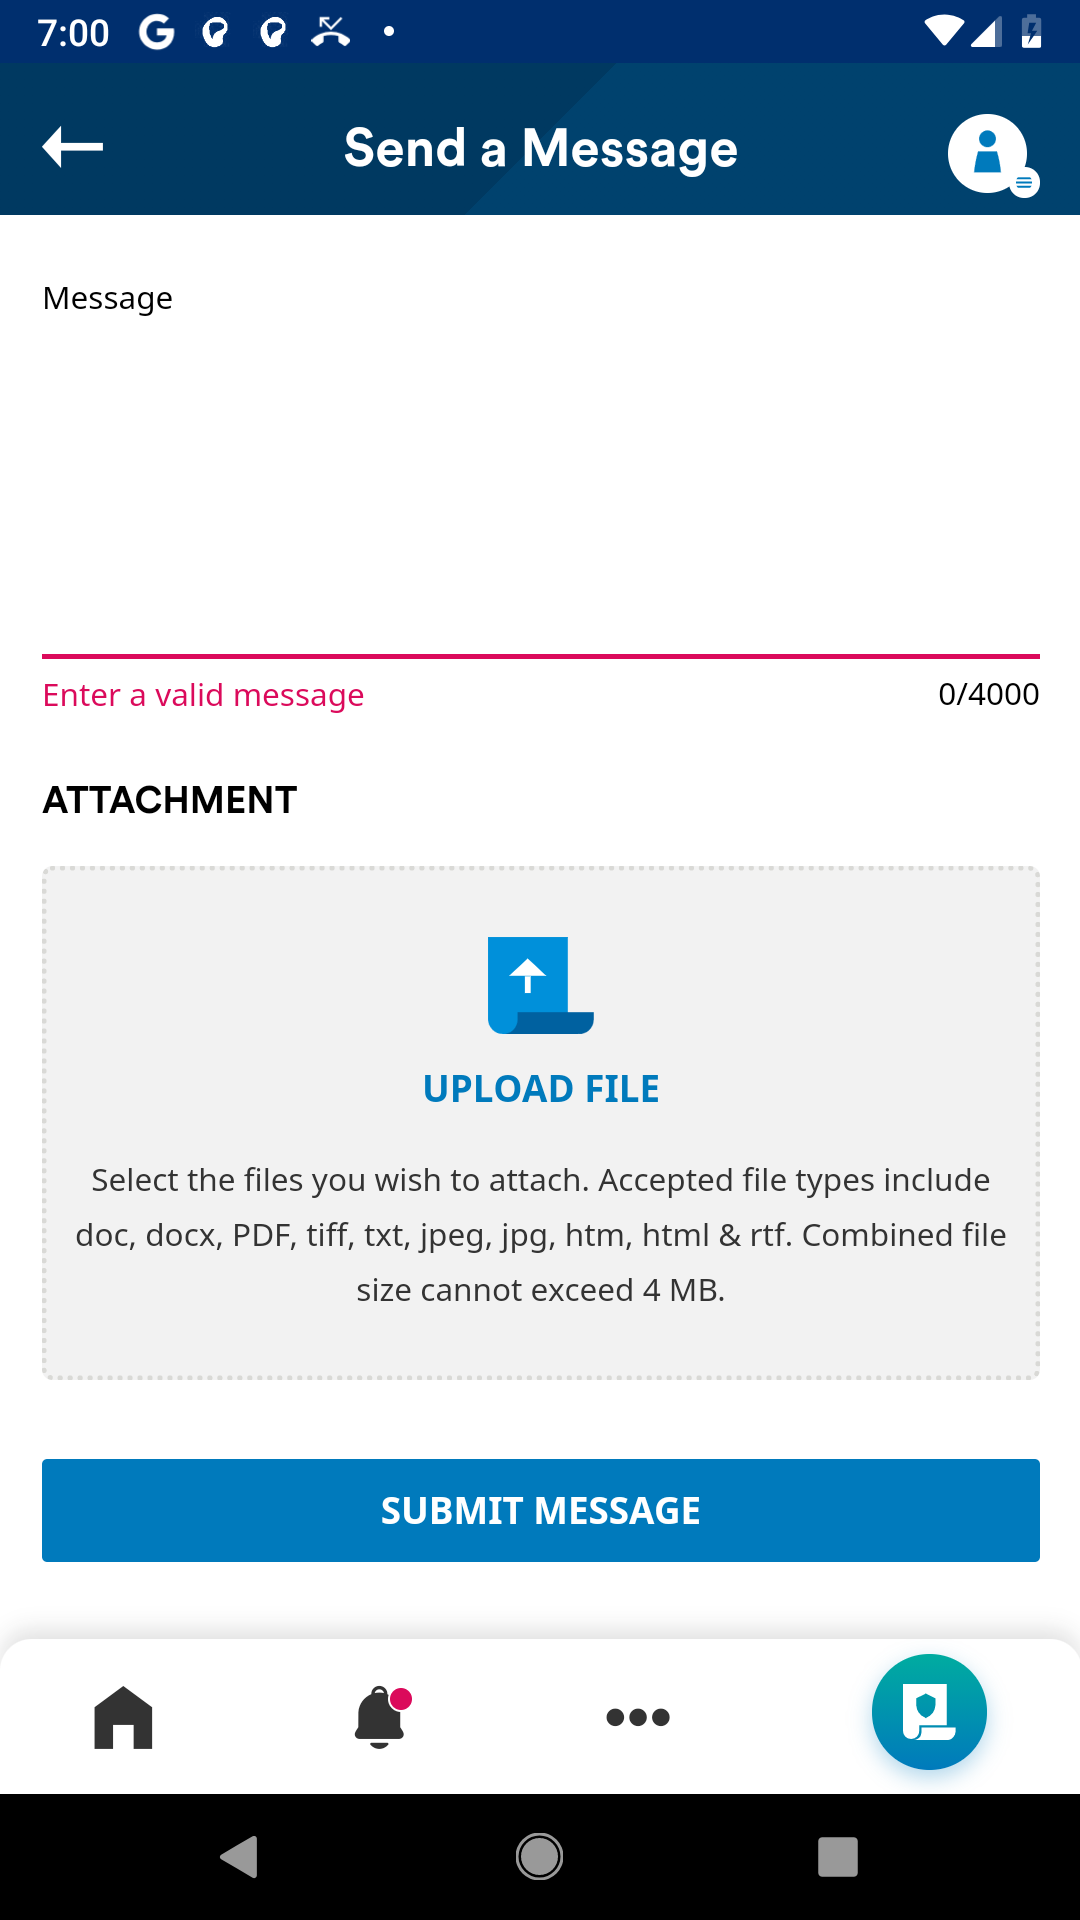 7:00
Send a Message
Message
Enter a valid message
0/4000
ATTACHMENT
UPLOAD FILE
Select the files you wish to attach. Accepted file types include
doc, docx, PDF, tiff, txt, jpeg, jpg, htm, html & rtf. Combined file
size cannot exceed 4 MB.
SUBMIT MESSAGE